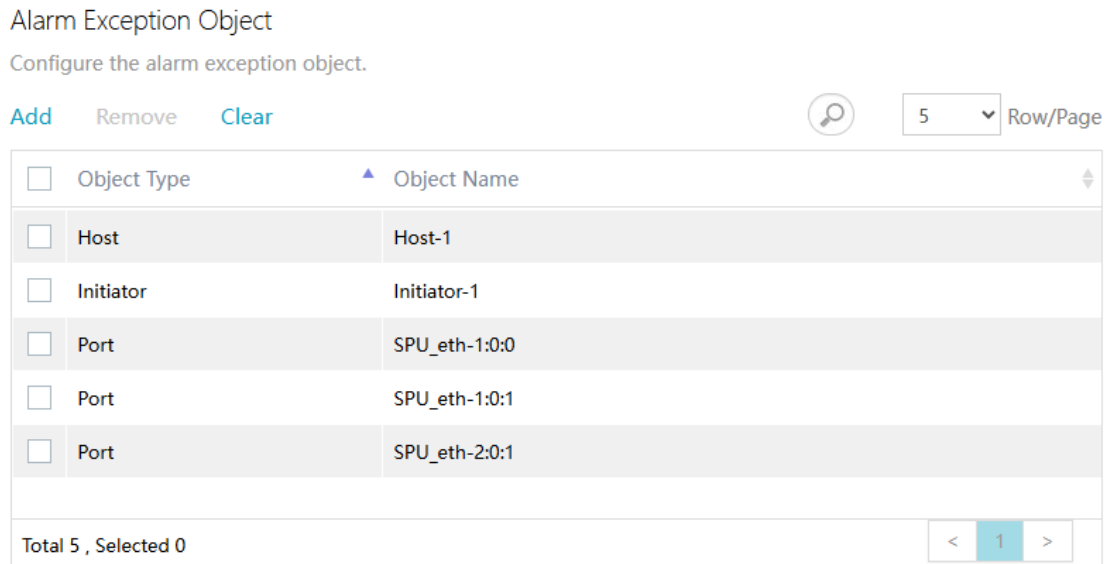 Alarm Exception Object
Configure the alarm exception object.
Add Remove Clear 5 Row/Page
Object Type Object Name
Host Host-1
Initiator Initiator-1
Port SPU_eth-1:0:0
Port SPU_eth-1:0:1
Port SPU_eth-2:0:1
Total 5 , Selected 0 < 1 >